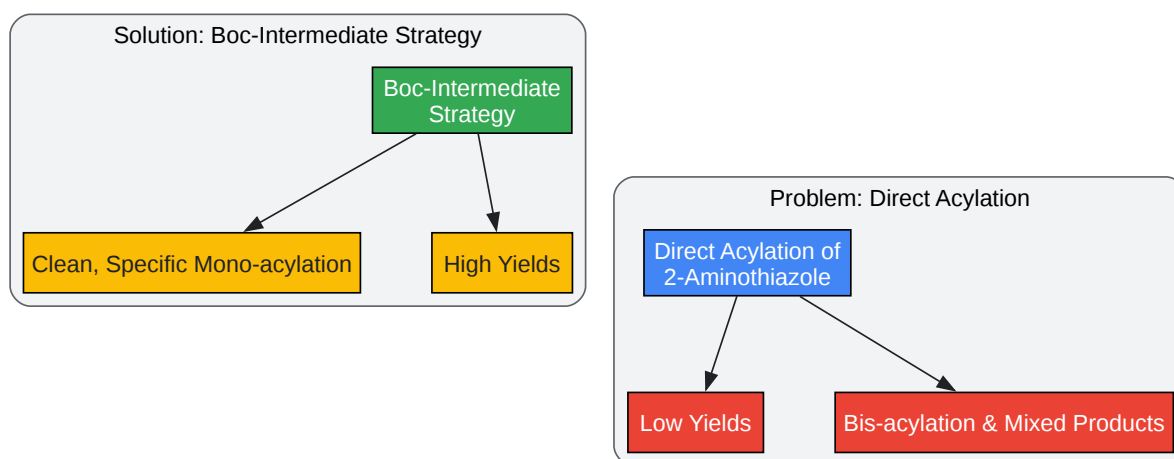 Solution: Boc-Intermediate Strategy
Boc-Intermediate
Strategy
Clean, Specific Mono-acylation
High Yields
Problem: Direct Acylation
Direct Acylation of
2-Aminothiazole
Low Yields
Bis-acylation & Mixed Products